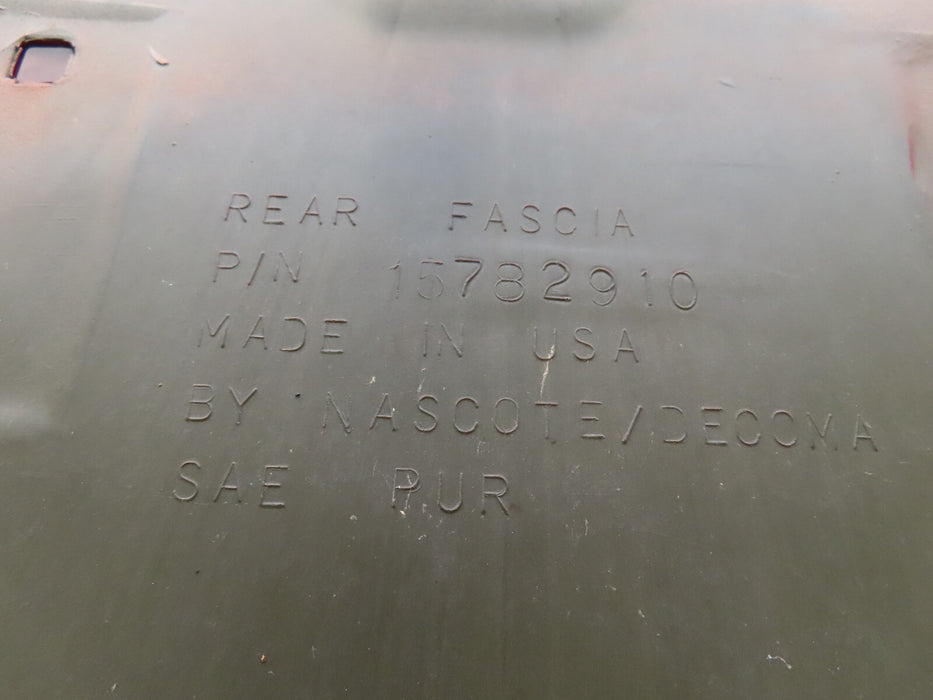 REAR FASCIA
P/N 15782910
MADE IN USA
BY NASCOTE/DECOMA
SAE PUR